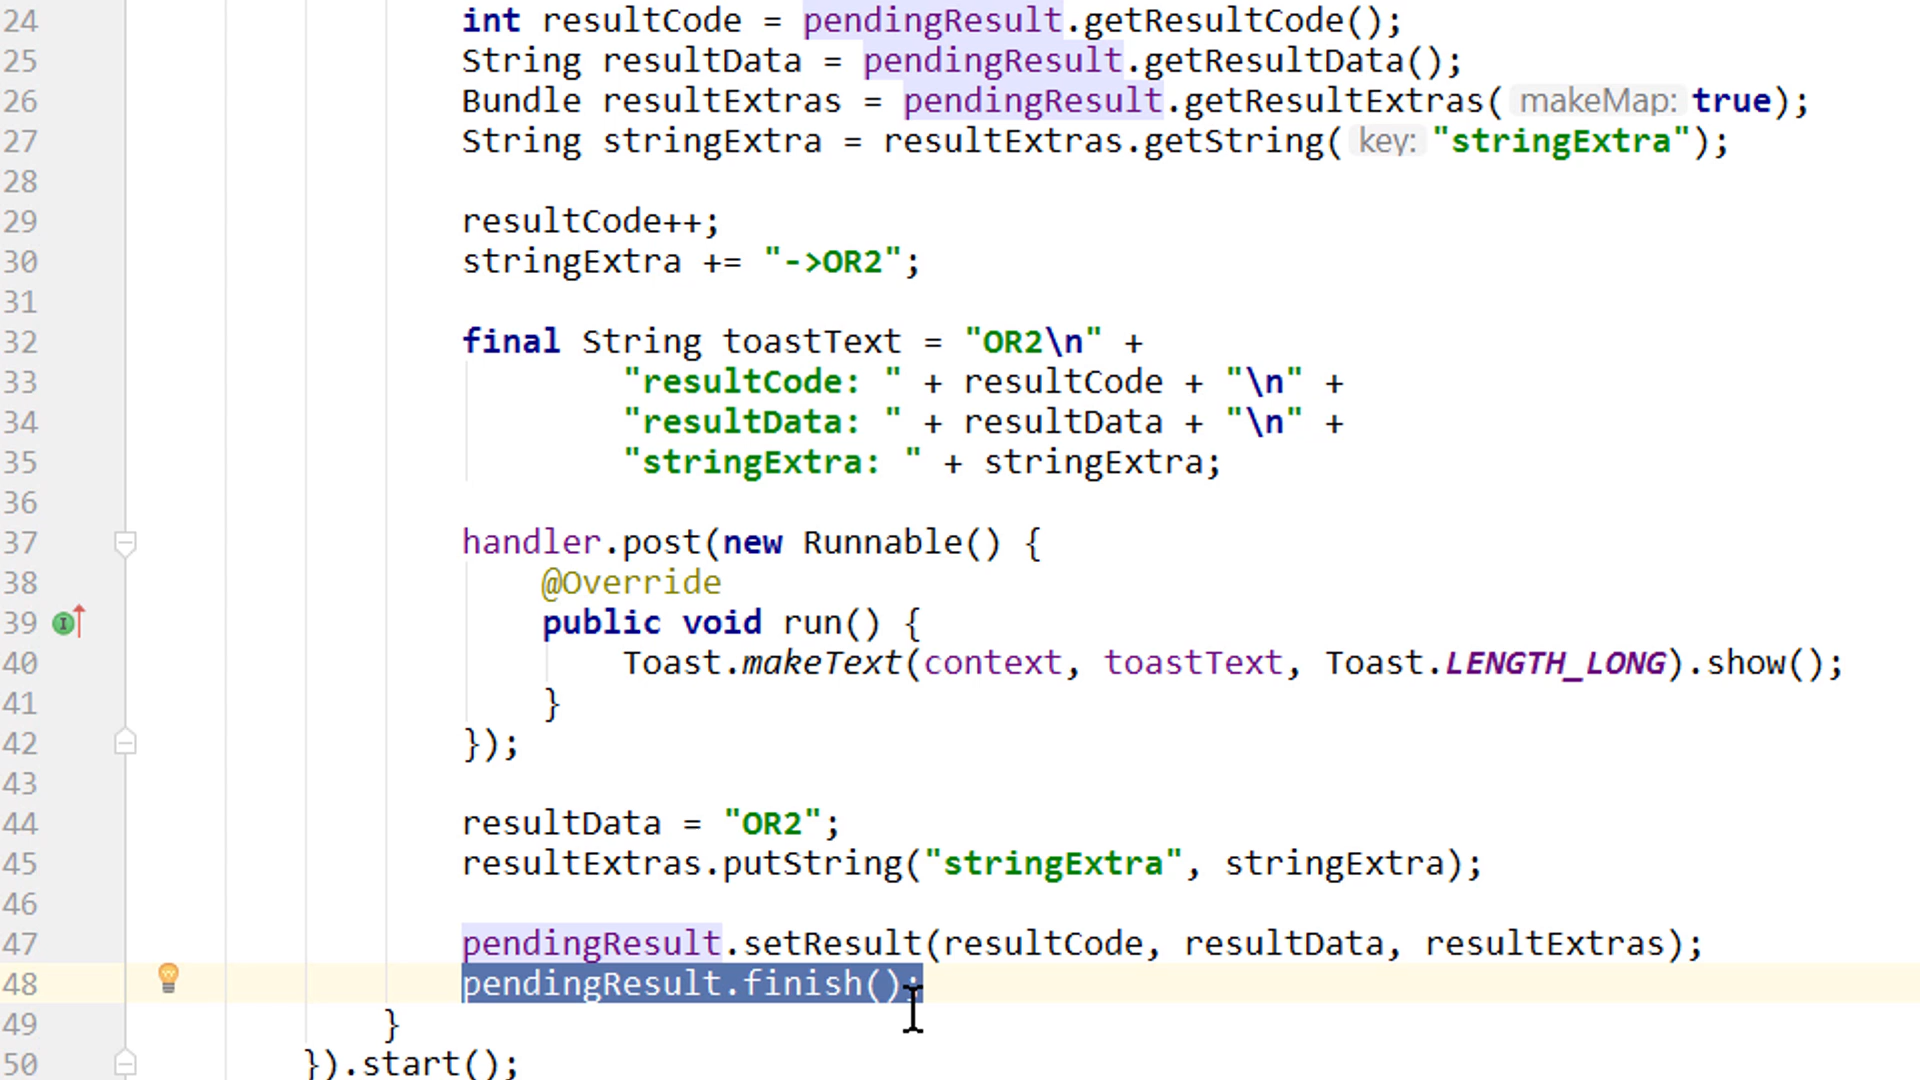 24 int resultCode = pendingResult.getResultCode();
25 String resultData = pendingResult.getResultData();
26 Bundle resultExtras = pendingResult.getResultExtras( makeMap: true);
27 String stringExtra = resultExtras.getString( key: "stringExtra");
28
29 resultCode++;
30 stringExtra += "->OR2";
31
32 final String toastText = "OR2\n" +
33 "resultCode: " + resultCode + "\n" +
34 "resultData: " + resultData + "\n" +
35 "stringExtra: " + stringExtra;
36
37 handler.post(new Runnable() {
38 @Override
39 public void run() {
40 Toast.makeText(context, toastText, Toast.LENGTH_LONG).show();
41 }
42 });
43
44 resultData = "OR2";
45 resultExtras.putString("stringExtra", stringExtra);
46
47 pendingResult.setResult(resultCode, resultData, resultExtras);
48 pendingResult.finish();
49 }
50 }).start();